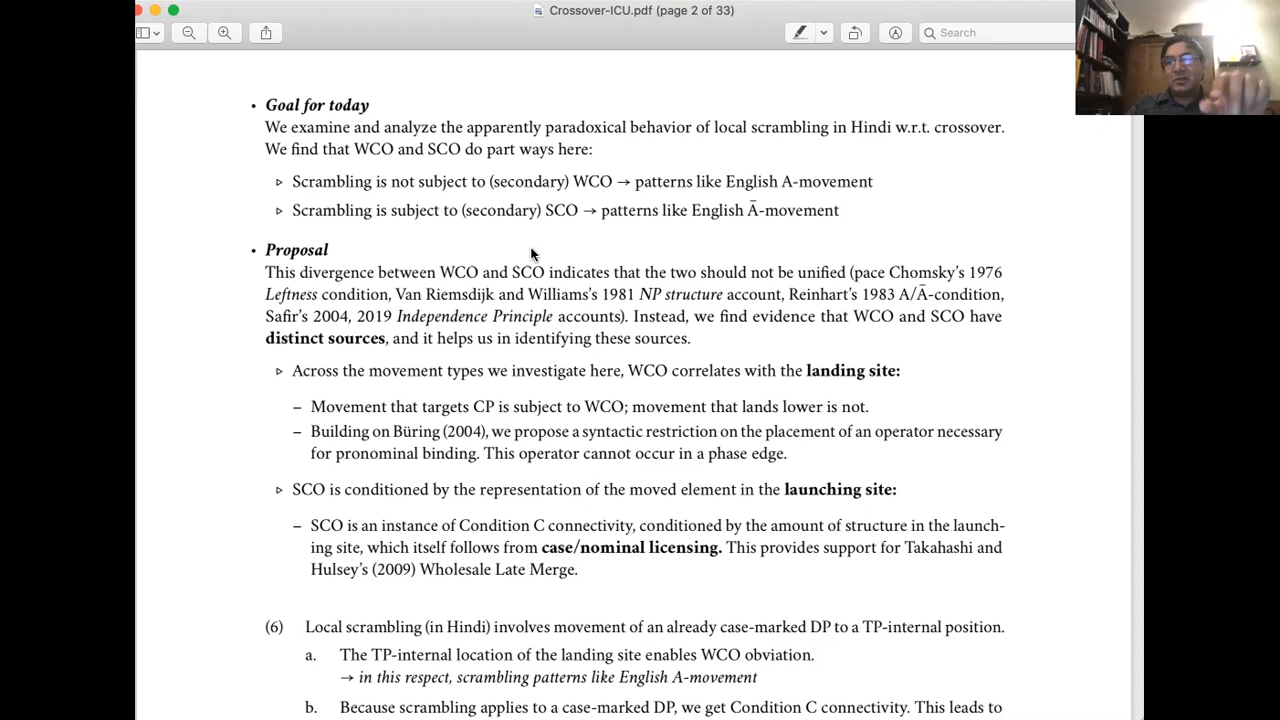 Crossover-ICU.pdf (page 2 of 33)
Search
• Goal for today
We examine and analyze the apparently paradoxical behavior of local scrambling in Hindi w.r.t. crossover.
We find that WCO and SCO do part ways here:
▹ Scrambling is not subject to (secondary) WCO → patterns like English A-movement
▹ Scrambling is subject to (secondary) SCO → patterns like English Ā-movement
• Proposal
This divergence between WCO and SCO indicates that the two should not be unified (pace Chomsky's 1976
Leftness condition, Van Riemsdijk and Williams's 1981 NP structure account, Reinhart's 1983 A/Ā-condition,
Safir's 2004, 2019 Independence Principle accounts). Instead, we find evidence that WCO and SCO have
distinct sources, and it helps us in identifying these sources.
▹ Across the movement types we investigate here, WCO correlates with the landing site:
– Movement that targets CP is subject to WCO; movement that lands lower is not.
– Building on Büring (2004), we propose a syntactic restriction on the placement of an operator necessary
for pronominal binding. This operator cannot occur in a phase edge.
▹ SCO is conditioned by the representation of the moved element in the launching site:
– SCO is an instance of Condition C connectivity, conditioned by the amount of structure in the launch-
ing site, which itself follows from case/nominal licensing. This provides support for Takahashi and
Hulsey's (2009) Wholesale Late Merge.
(6) Local scrambling (in Hindi) involves movement of an already case-marked DP to a TP-internal position.
a. The TP-internal location of the landing site enables WCO obviation.
→ in this respect, scrambling patterns like English A-movement
b. Because scrambling applies to a case-marked DP, we get Condition C connectivity. This leads to